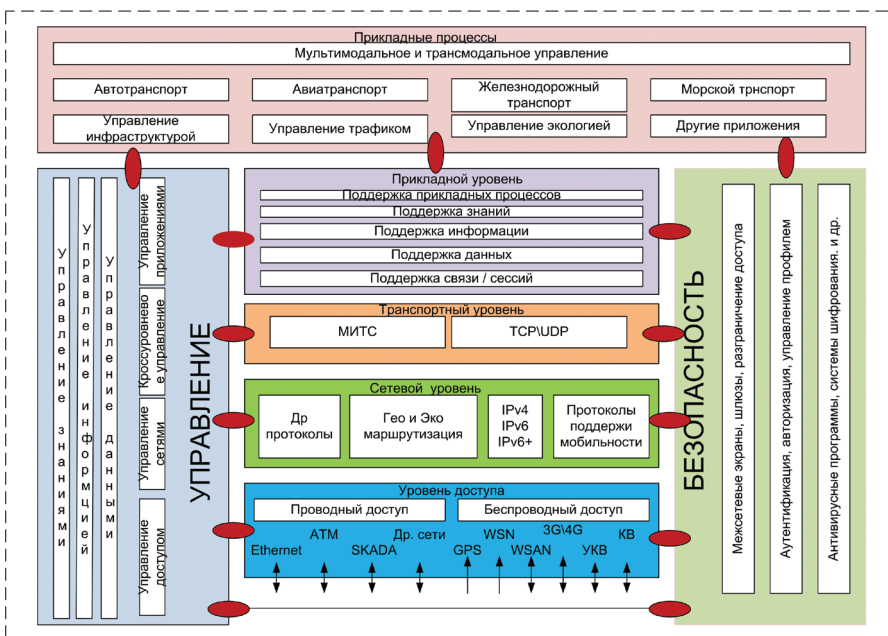 Прикладные процессы
Мультимодальное и трансмодальное управление
Автотранспорт
Авиатранспорт
Железнодорожный
транспорт
Морской трнспорт
Управление
инфраструктурой
Управление трафиком
Управление экологией
Другие приложения
Управление знаниями
Управление информцией
Управление данными
Управление
приложениями
Кроссуровнево
е управление
Управление
сетями
Управление
доступом
УПРАВЛЕНИЕ
Прикладной уровень
Поддержка прикладных процессов
Поддержка знаний
Поддержка информации
Поддержка данных
Поддержка связи / сессий
Транспортный уровень
МИТС
TCP\UDP
Сетевой уровень
Др
протоколы
Гео и Эко
маршрутизация
IPv4
IPv6
IPv6+
Протоколы
поддержи
мобильности
Уровень доступа
Проводный доступ
Беспроводный доступ
ATM
Др. сети
WSN
3G\4G
КВ
Ethernet
SKADA
GPS
WSAN
УКВ
БЕЗОПАСНОСТЬ
Межсетевые экраны, шлюзы, разграничение доступа
Аутентификация, авторизация, управление профилем
Антивирусные программы, системы шифрования. и др.